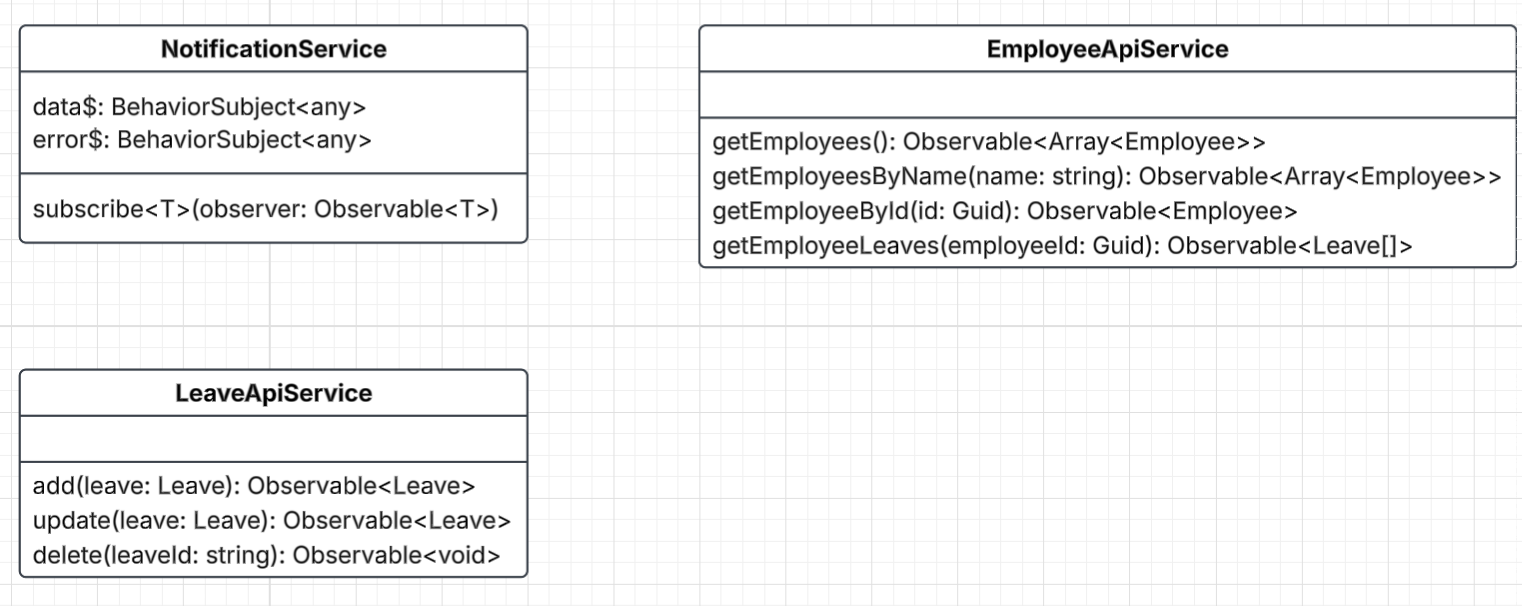 NotificationService
data$: BehaviorSubject<any>
error$: BehaviorSubject<any>
subscribe<T>(observer: Observable<T>)
EmployeeApiService
getEmployees(): Observable<Array<Employee>>
getEmployeesByName(name: string): Observable<Array<Employee>>
getEmployeeById(id: Guid): Observable<Employee>
getEmployeeLeaves(employeeId: Guid): Observable<Leave[]>
LeaveApiService
add(leave: Leave): Observable<Leave>
update(leave: Leave): Observable<Leave>
delete(leaveId: string): Observable<void>